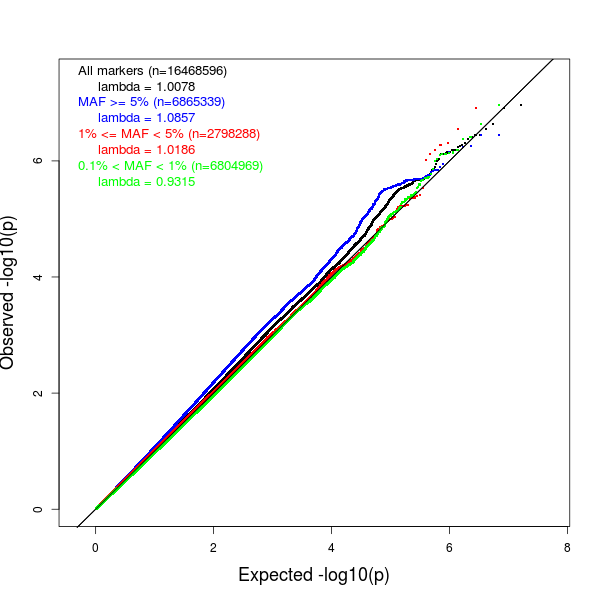 All markers (n=16468596)
lambda = 1.0078
MAF >= 5% (n=6865339)
lambda = 1.0857
1% <= MAF < 5% (n=2798288)
lambda = 1.0186
0.1% < MAF < 1% (n=6804969)
lambda = 0.9315
Observed -log10(p)
6
4
2
0
0 2 4 6 8
Expected -log10(p)